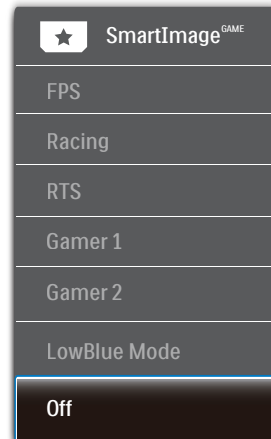 SmartImage GAME
FPS
Racing
RTS
Gamer 1
Gamer 2
LowBlue Mode
Off